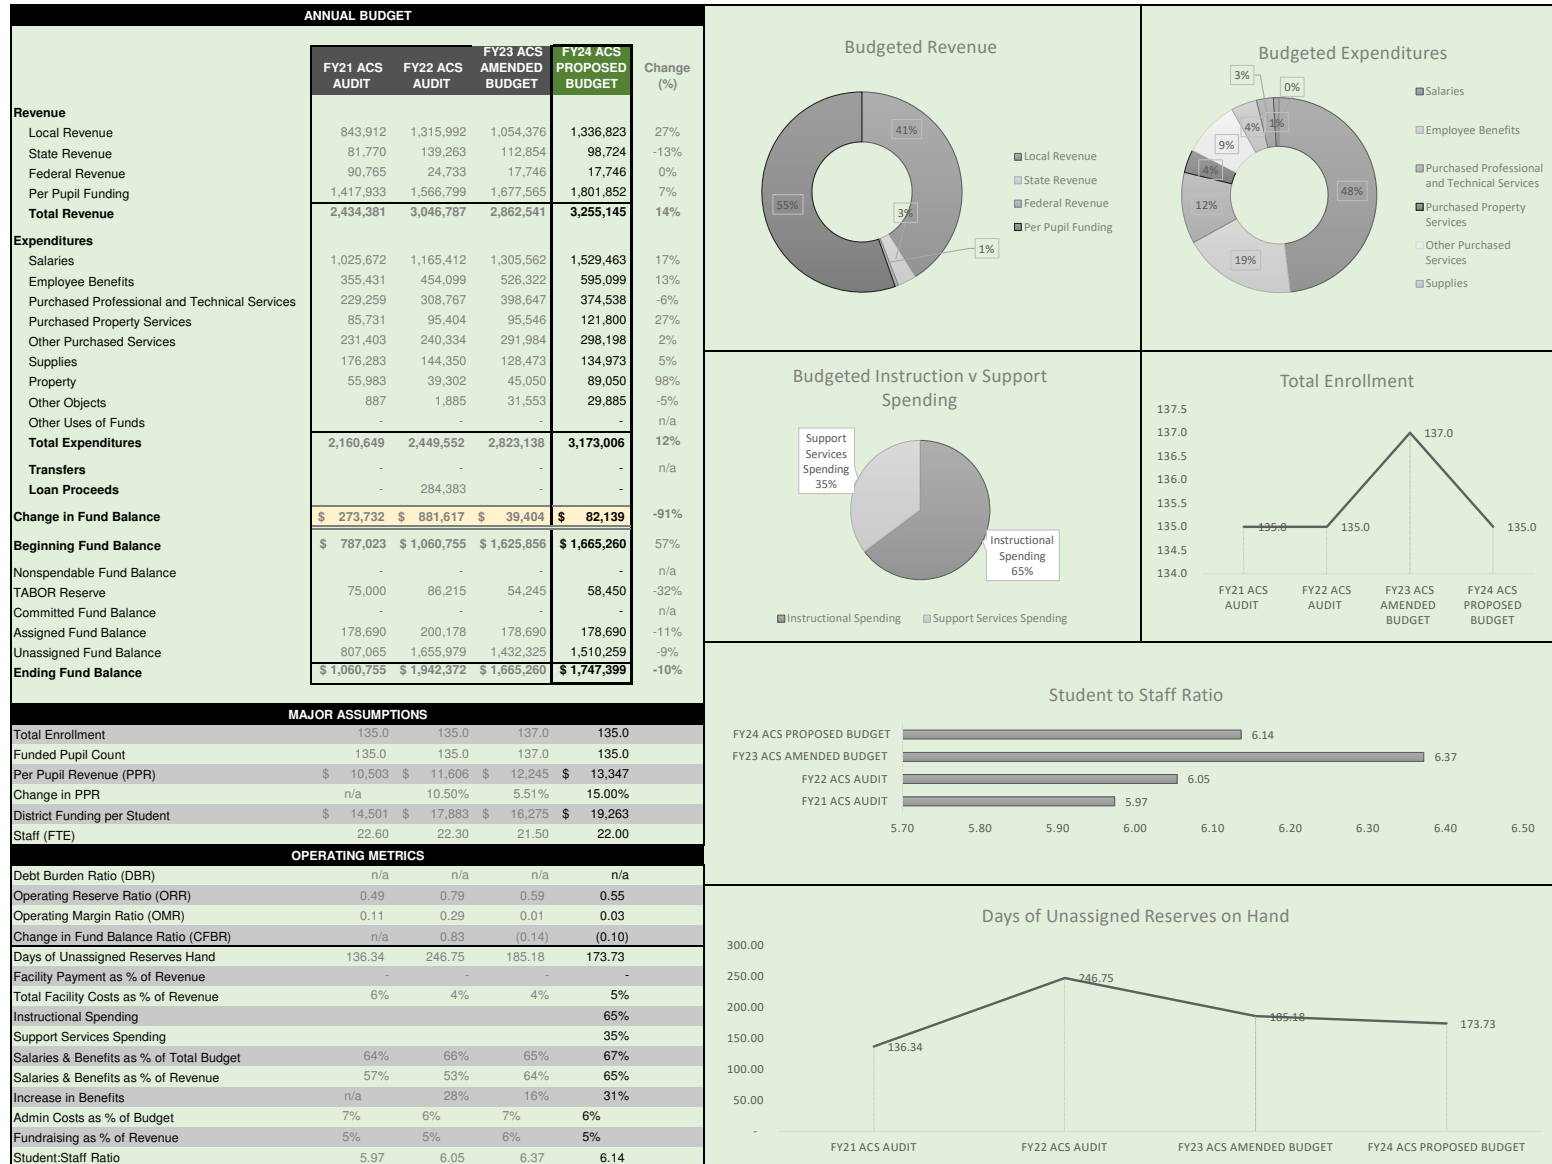 ANNUAL BUDGET
FY21 ACS AUDIT FY22 ACS AUDIT FY23 ACS AMENDED BUDGET FY24 ACS PROPOSED BUDGET Change (%)
Revenue
Local Revenue 843,912 1,315,992 1,054,376 1,336,823 27%
State Revenue 81,770 139,263 112,854 98,724 -13%
Federal Revenue 90,765 24,733 17,746 17,746 0%
Per Pupil Funding 1,417,933 1,566,799 1,677,565 1,801,852 7%
Total Revenue 2,434,381 3,046,787 2,862,541 3,255,145 14%
Expenditures
Salaries 1,025,672 1,165,412 1,305,562 1,529,463 17%
Employee Benefits 355,431 454,099 526,322 595,099 13%
Purchased Professional and Technical Services 229,259 308,767 398,647 374,538 -6%
Purchased Property Services 85,731 95,404 95,546 121,800 27%
Other Purchased Services 231,403 240,334 291,984 298,198 2%
Supplies 176,283 144,350 128,473 134,973 5%
Property 55,983 39,302 45,050 89,050 98%
Other Objects 887 1,885 31,553 29,885 -5%
Other Uses of Funds - - - - n/a
Total Expenditures 2,160,649 2,449,552 2,823,138 3,173,006 12%
Transfers - - - - n/a
Loan Proceeds - 284,383 - -
Change in Fund Balance $ 273,732 $ 881,617 $ 39,404 $ 82,139 -91%
Beginning Fund Balance $ 787,023 $ 1,060,755 $ 1,625,856 $ 1,665,260 57%
Nonspendable Fund Balance - - - - n/a
TABOR Reserve 75,000 86,215 54,245 58,450 -32%
Committed Fund Balance - - - - n/a
Assigned Fund Balance 178,690 200,178 178,690 178,690 -11%
Unassigned Fund Balance 807,065 1,655,979 1,432,325 1,510,259 -9%
Ending Fund Balance $ 1,060,755 $ 1,942,372 $ 1,665,260 $ 1,747,399 -10%
MAJOR ASSUMPTIONS
Total Enrollment 135.0 135.0 137.0 135.0
Funded Pupil Count 135.0 135.0 137.0 135.0
Per Pupil Revenue (PPR) $ 10,503 $ 11,606 $ 12,245 $ 13,347
Change in PPR n/a 10.50% 5.51% 15.00%
District Funding per Student $ 14,501 $ 17,883 $ 16,275 $ 19,263
Staff (FTE) 22.60 22.30 21.50 22.00
OPERATING METRICS
Debt Burden Ratio (DBR) n/a n/a n/a n/a
Operating Reserve Ratio (ORR) 0.49 0.79 0.59 0.55
Operating Margin Ratio (OMR) 0.11 0.29 0.01 0.03
Change in Fund Balance Ratio (CFBR) n/a 0.83 (0.14) (0.10)
Days of Unassigned Reserves Hand 136.34 246.75 185.18 173.73
Facility Payment as % of Revenue - - - -
Total Facility Costs as % of Revenue 6% 4% 4% 5%
Instructional Spending 65%
Support Services Spending 35%
Salaries & Benefits as % of Total Budget 64% 66% 65% 67%
Salaries & Benefits as % of Revenue 57% 53% 64% 65%
Increase in Benefits n/a 28% 16% 31%
Admin Costs as % of Budget 7% 6% 7% 6%
Fundraising as % of Revenue 5% 5% 6% 5%
Student:Staff Ratio 5.97 6.05 6.37 6.14
Budgeted Revenue
41%
3%
1%
55%
Local Revenue
State Revenue
Federal Revenue
Per Pupil Funding
Budgeted Expenditures
3%
0%
1%
4%
9%
4%
12%
19%
48%
Salaries
Employee Benefits
Purchased Professional
and Technical Services
Purchased Property
Services
Other Purchased
Services
Supplies
Budgeted Instruction v Support
Spending
Support
Services
Spending
35%
Instructional
Spending
65%
Instructional Spending Support Services Spending
Total Enrollment
137.5
137.0
136.5
136.0
135.5
135.0
134.5
134.0
135.0 135.0 137.0 135.0
FY21 ACS AUDIT FY22 ACS AUDIT FY23 ACS AMENDED BUDGET FY24 ACS PROPOSED BUDGET
Student to Staff Ratio
FY24 ACS PROPOSED BUDGET 6.14
FY23 ACS AMENDED BUDGET 6.37
FY22 ACS AUDIT 6.05
FY21 ACS AUDIT 5.97
5.70 5.80 5.90 6.00 6.10 6.20 6.30 6.40 6.50
Days of Unassigned Reserves on Hand
300.00
250.00
200.00
150.00
100.00
50.00
-
136.34 246.75 185.18 173.73
FY21 ACS AUDIT FY22 ACS AUDIT FY23 ACS AMENDED BUDGET FY24 ACS PROPOSED BUDGET